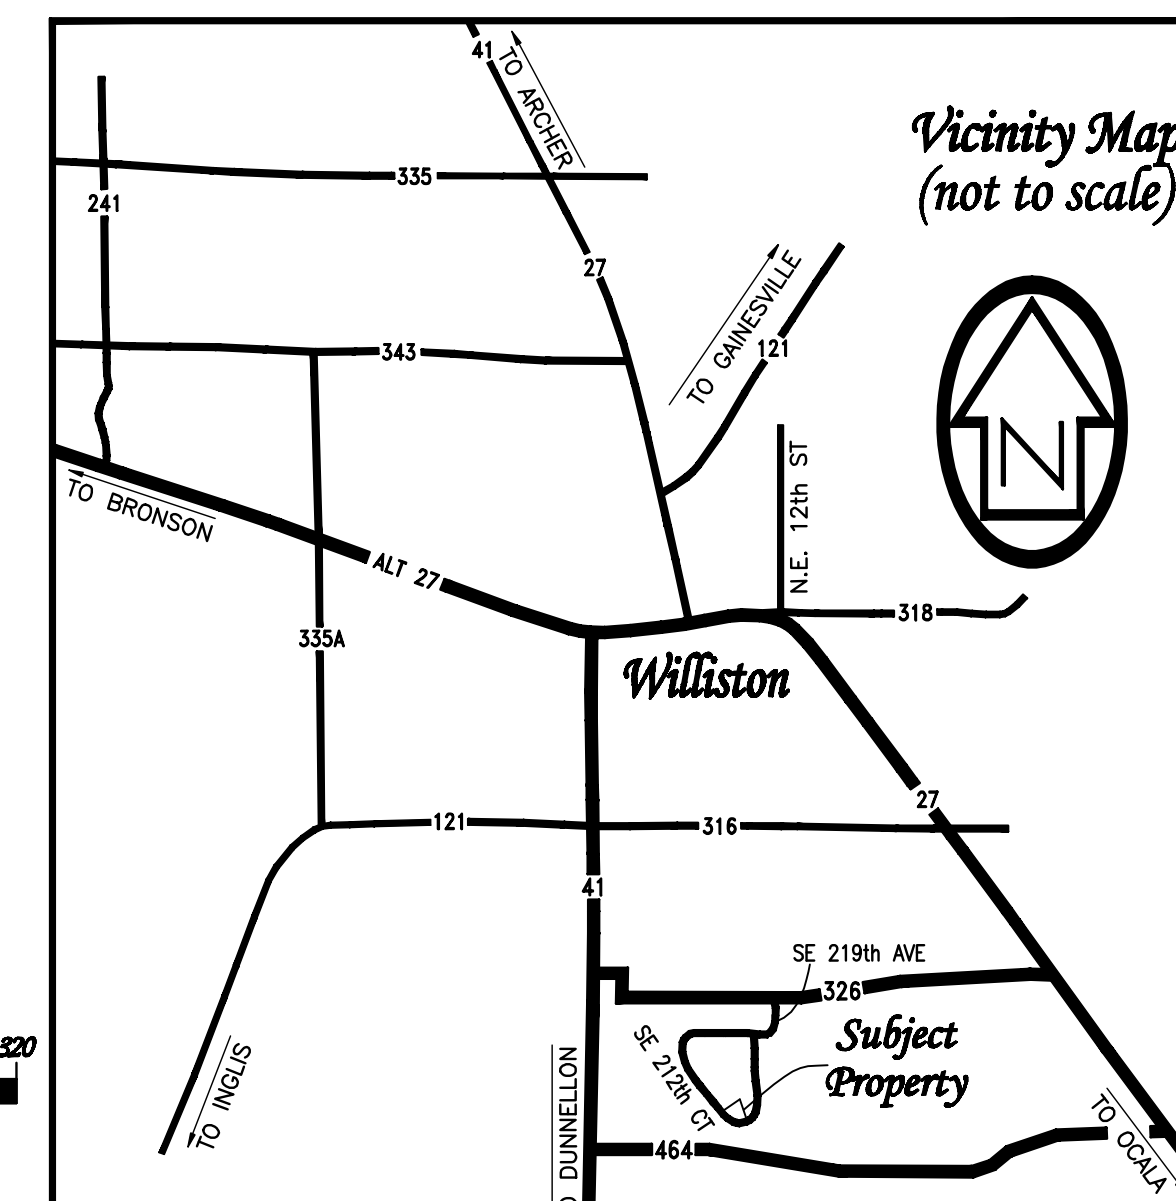 41
TO ARCHER
Vicinity Map
(not to scale)
335
241
27
TO GAINESVILLE
121
343
N
N.E. 12th ST
TO BRONSON
ALT 27
318
335A
Williston
27
121
316
41
SE 219th AVE
326
Subject
Property
SE 212th CT
320
TO INGLIS
DUNNELLON
464
TO OCALA